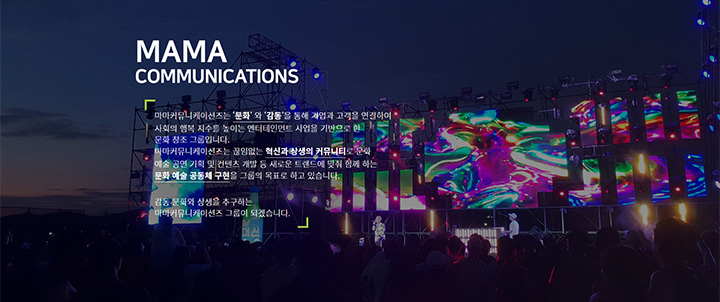 MAMA
COMMUNICATIONS
마마커뮤니케이션즈는 '문화' 와 '감동'을 통해 사업과 고객을 연결하여
사회의 행복 지수를 높이는 엔터테인먼트 사업을 기반으로 한
문화 창조 그룹입니다.
마마커뮤니케이션즈는 끊임없는 혁신과 상생의 커뮤니티로 문화
예술 공연 기획 및 컨텐츠 개발 등 새로운 트렌드에 맞춰 함께 하는
문화 예술 공동체 구현을 그룹의 목표로 하고 있습니다.
감동 문화와 상생을 추구하는
마마커뮤니케이션즈 그룹이 되겠습니다.